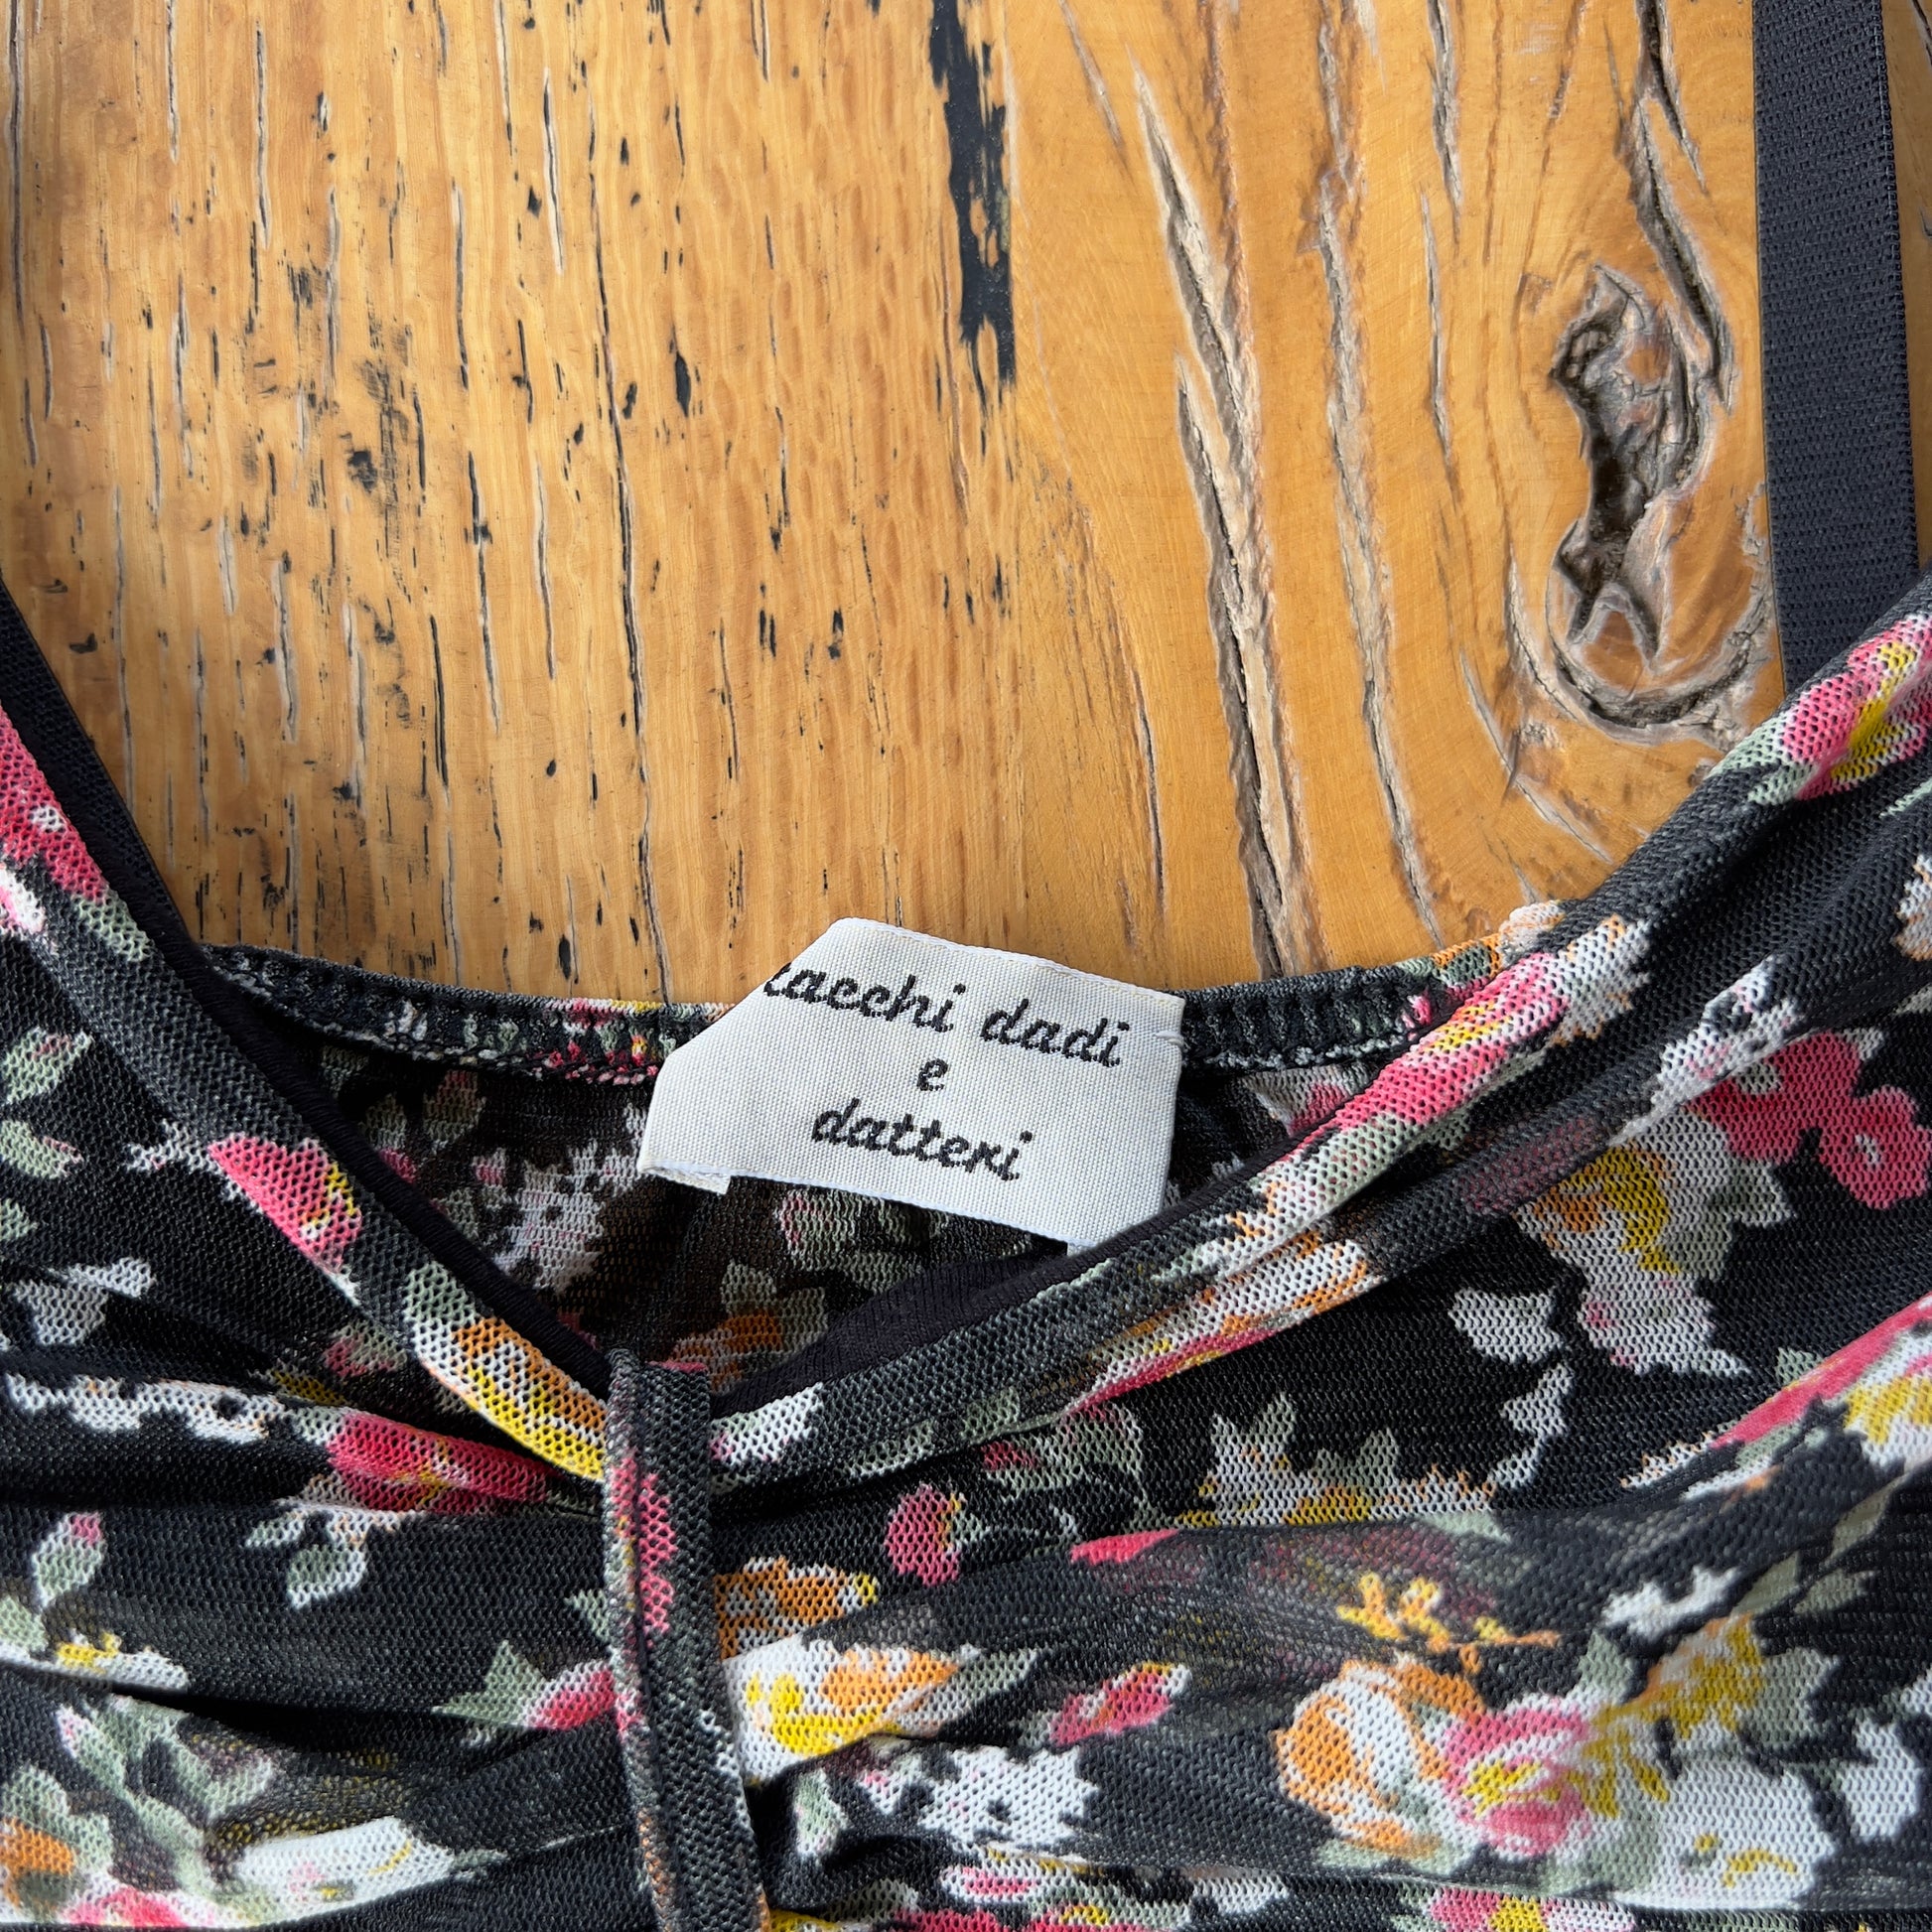 tacchi dadi
e
datteri